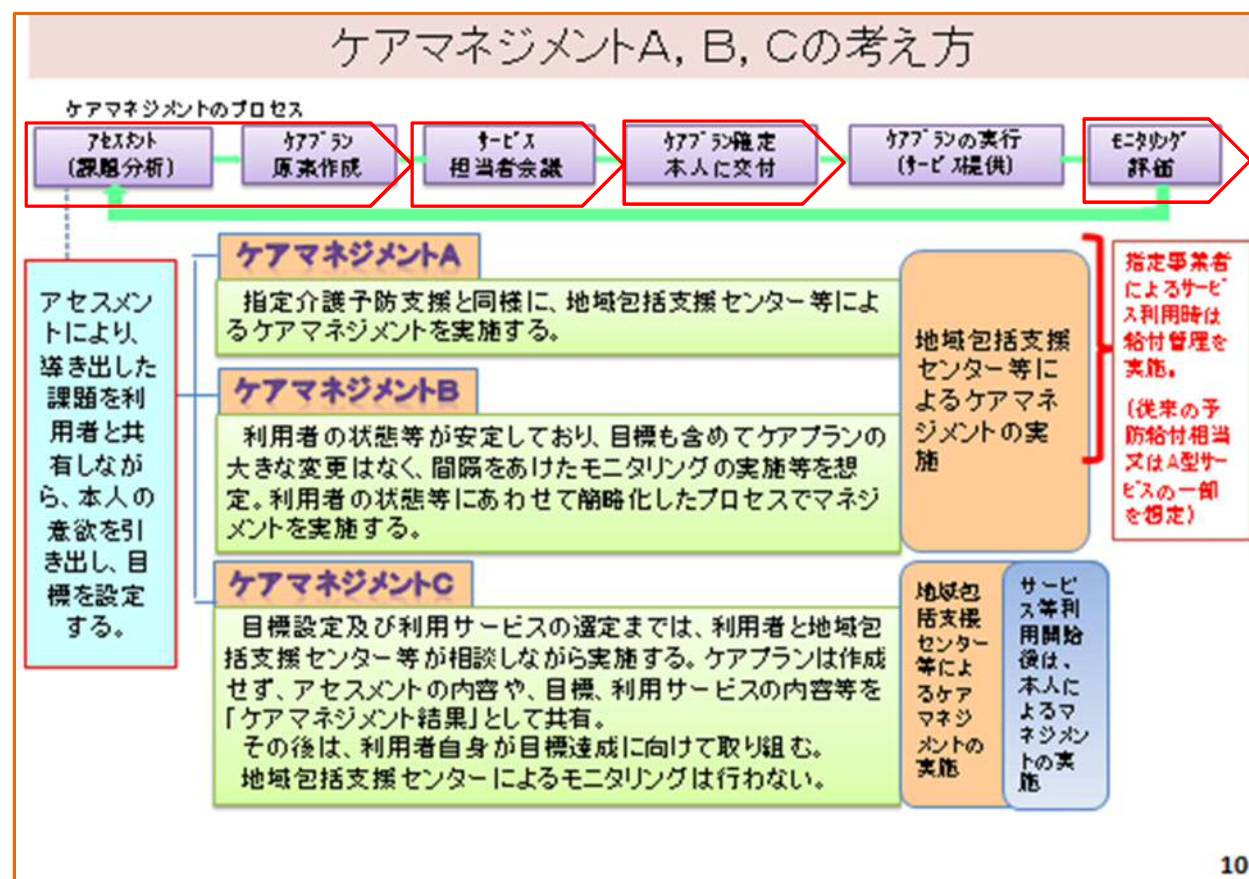 ケアマネジメントA, B, Cの考え方
ケアマネジメントのプロセス
アセスメント
(課題分析)
ケアプラン
原案作成
サービス
担当者会議
ケアプラン確定
本人に交付
ケアプランの実行
(サービス提供)
モニタリング
評価
アセスメン
トにより、
導き出した
課題を利
用者と共
有しなが
ら、本人の
意欲を引
き出し、目
標を設定
する。
ケアマネジメントA
指定介護予防支援と同様に、地域包括支援センター等によ
るケアマネジメントを実施する。
ケアマネジメントB
利用者の状態等が安定しており、目標も含めてケアプランの
大きな変更はなく、間隔をあけたモニタリングの実施等を想
定。利用者の状態等にあわせて簡略化したプロセスでマネジ
メントを実施する。
地域包括支援
センター等に
よるケアマネ
ジメントの実
施
指定事業者
によるサービ
ス利用時は
給付管理を
実施。
(従来の予
防給付相当
又はA型サー
ビスの一部
を想定)
ケアマネジメントC
目標設定及び利用サービスの選定までは、利用者と地域包
括支援センター等が相談しながら実施する。ケアプランは作成
せず、アセスメントの内容や、目標、利用サービスの内容等を
「ケアマネジメント結果」として共有。
その後は、利用者自身が目標達成に向けて取り組む。
地域包括支援センターによるモニタリングは行わない。
地域包
括支援
センター
等によ
るケア
マネジ
メントの
実施
サービ
ス等利
用開始
後は、
本人に
よるマ
ネジメン
トの実
施
10